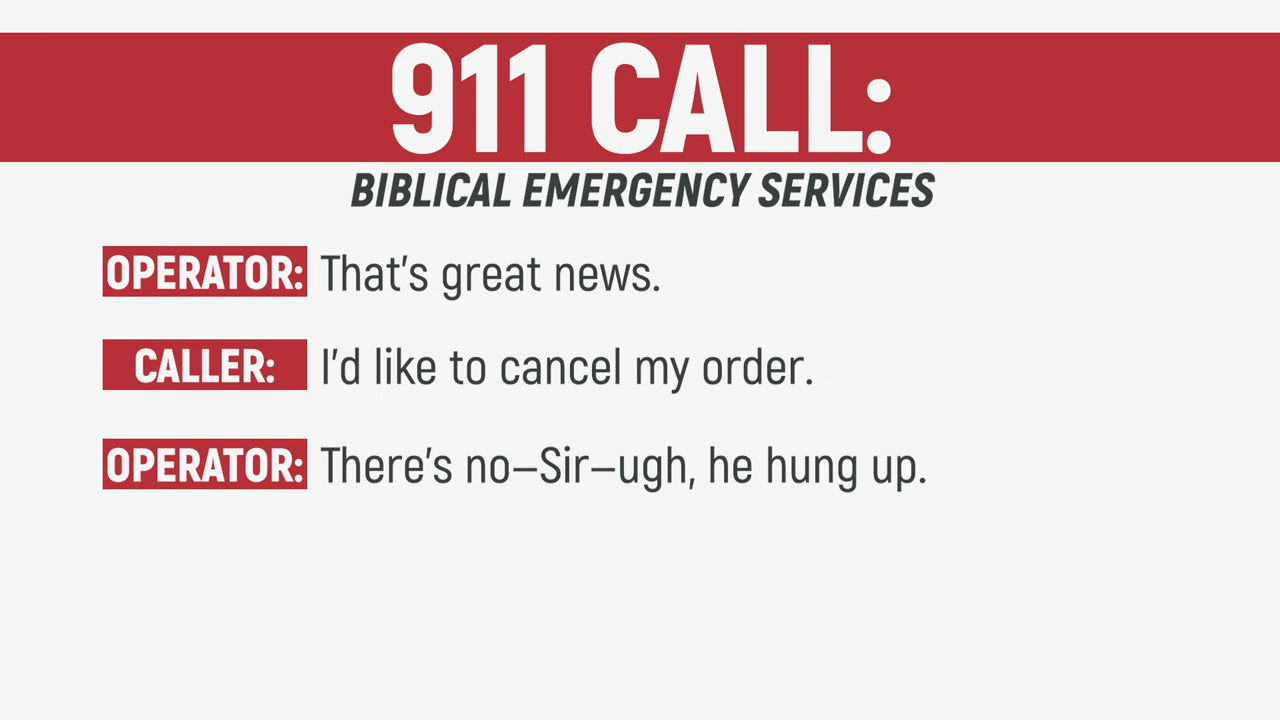 911 CALL:
BIBLICAL EMERGENCY SERVICES
OPERATOR: That's great news.
CALLER: I'd like to cancel my order.
OPERATOR: There's no–Sir–ugh, he hung up.